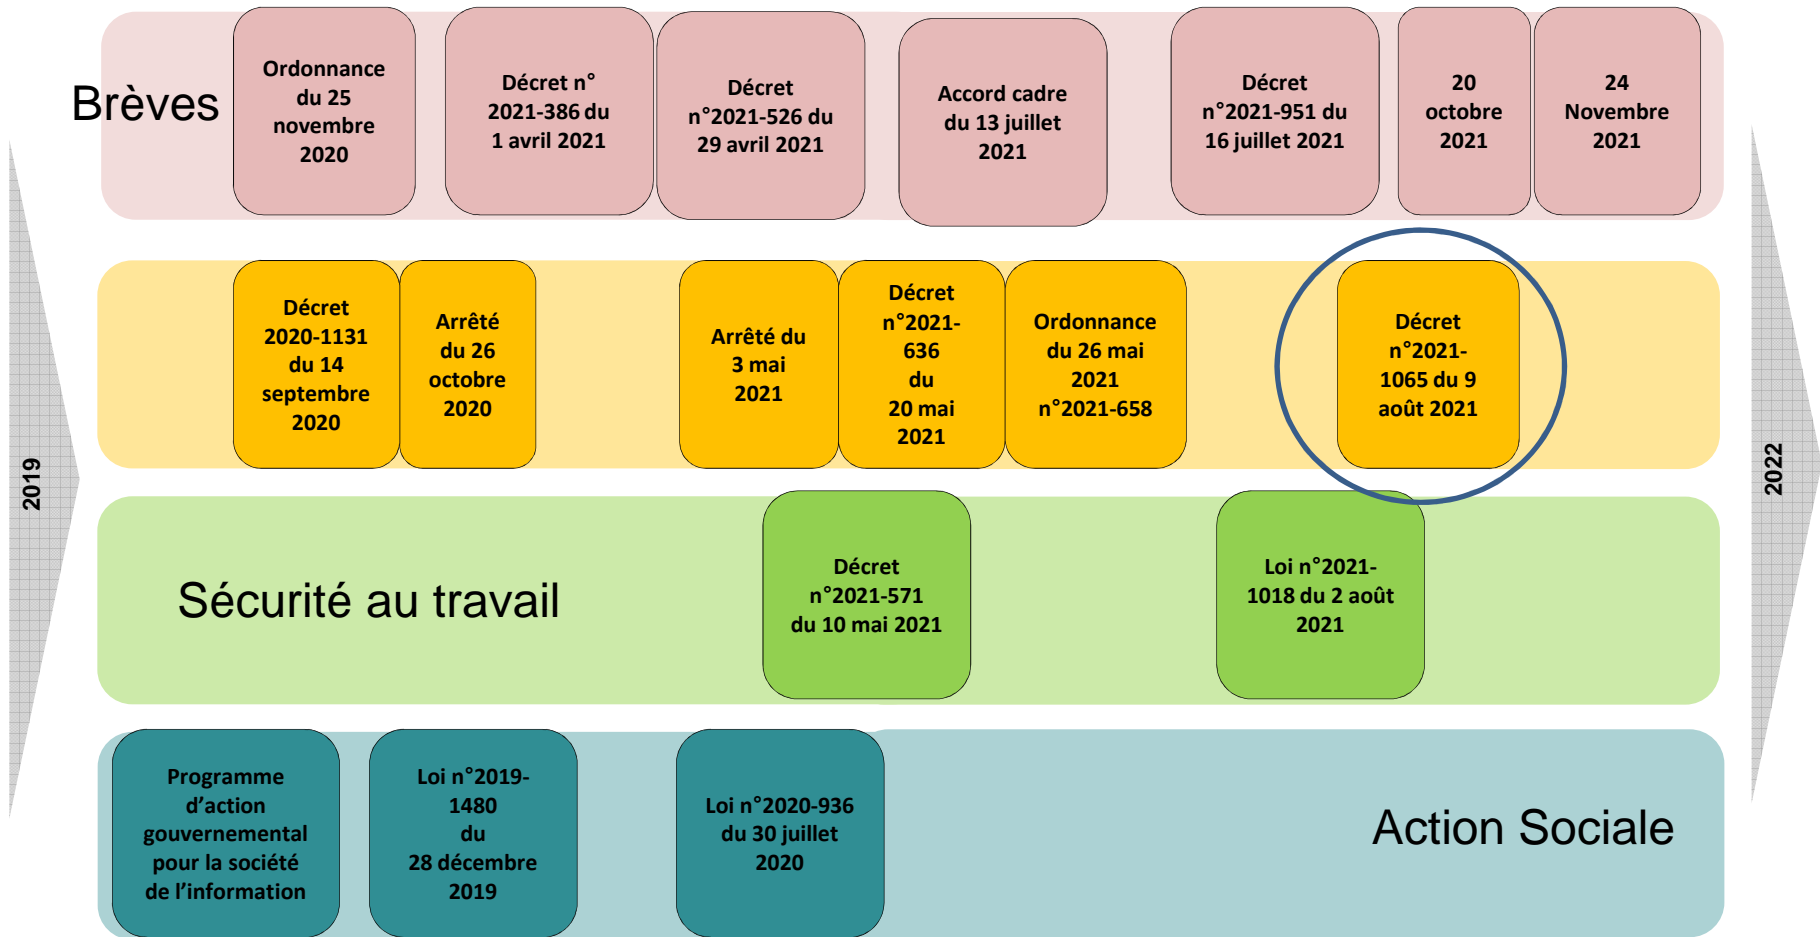 Brèves
Ordonnance
du 25
novembre
2020
Décret n°
2021-386 du
1 avril 2021
Décret
n°2021-526 du
29 avril 2021
Accord cadre
du 13 juillet
2021
Décret
n°2021-951 du
16 juillet 2021
20
octobre
2021
24
Novembre
2021
2019
Décret
2020-1131
du 14
septembre
2020
Arrêté
du 26
octobre
2020
Arrêté du
3 mai
2021
Décret
n°2021-
636
du
20 mai
2021
Ordonnance
du 26 mai
2021
n°2021-658
Décret
n°2021-
1065 du 9
août 2021
2022
Sécurité au travail
Décret
n°2021-571
du 10 mai 2021
Loi n°2021-
1018 du 2 août
2021
Programme
d’action
gouvernemental
pour la société
de l’information
Loi n°2019-
1480
du
28 décembre
2019
Loi n°2020-936
du 30 juillet
2020
Action Sociale